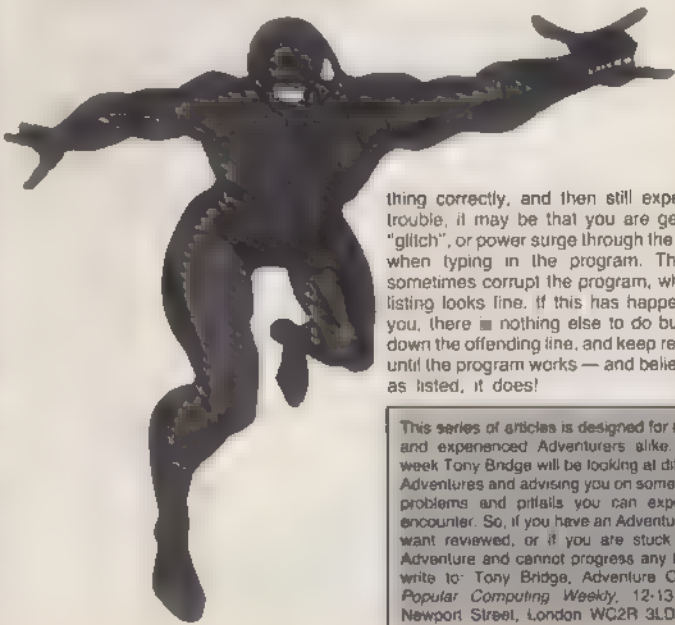 thing correctly, and then still expe
trouble, it may be that you are ge
"glitch", or power surge through the
when typing in the program. Th
sometimes corrupt the program, wh
listing looks fine. If this has happe
you, there is nothing else to do bu
down the offending line, and keep re
until the program works — and belie
as listed, it does!
This series of articles is designed for
and experienced Adventurers alike.
week Tony Bridge will be looking at di
Adventures and advising you on some
problems and pitfalls you can expe
encounter. So, if you have an Adventu
want reviewed, or if you are stuck
Adventure and cannot progress any
write to: Tony Bridge, Adventure C
Popular Computing Weekly, 12-13
Newport Street, London WC2R 3LD